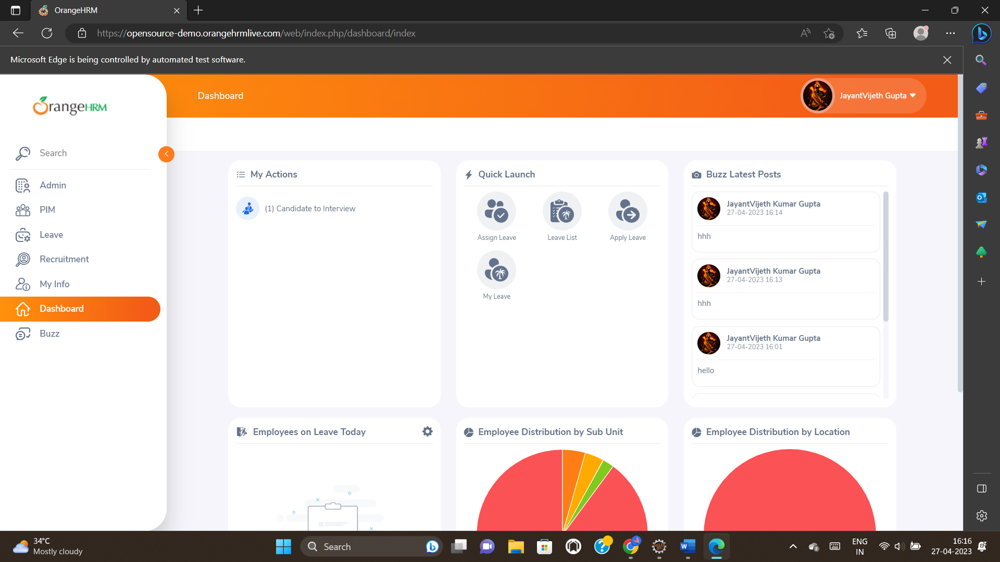 OrangeHRM
https://opensource-demo.orangehrmlive.com/web/index.php/dashboard/index
Microsoft Edge is being controlled by automated test software.
OrangeHRM
Dashboard
JayantVijeth Gupta
Search
Admin
PIM
Leave
Recruitment
My Info
Dashboard
Buzz
My Actions
(1) Candidate to Interview
Quick Launch
Assign Leave
Leave List
Apply Leave
My Leave
Buzz Latest Posts
JayantVijeth Kumar Gupta
27-04-2023 16:14
hhh
JayantVijeth Kumar Gupta
27-04-2023 16:13
hhh
JayantVijeth Kumar Gupta
27-04-2023 16:01
hello
Employees on Leave Today
Employee Distribution by Sub Unit
Employee Distribution by Location
34°C
Mostly cloudy
Search
ENG
IN
16:16
27-04-2023